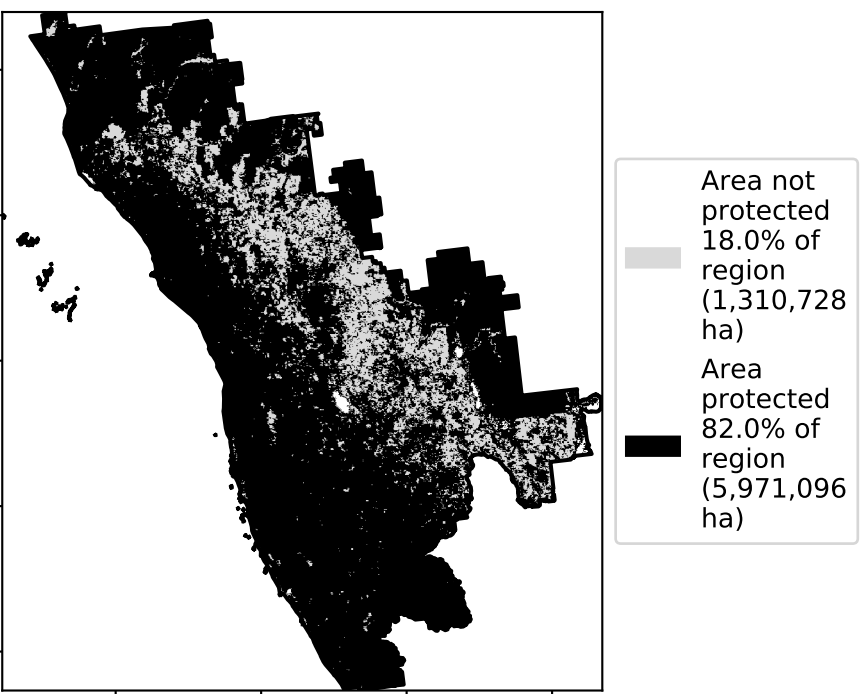 Area not
protected
18.0% of
region
(1,310,728
ha)
Area
protected
82.0% of
region
(5,971,096
ha)